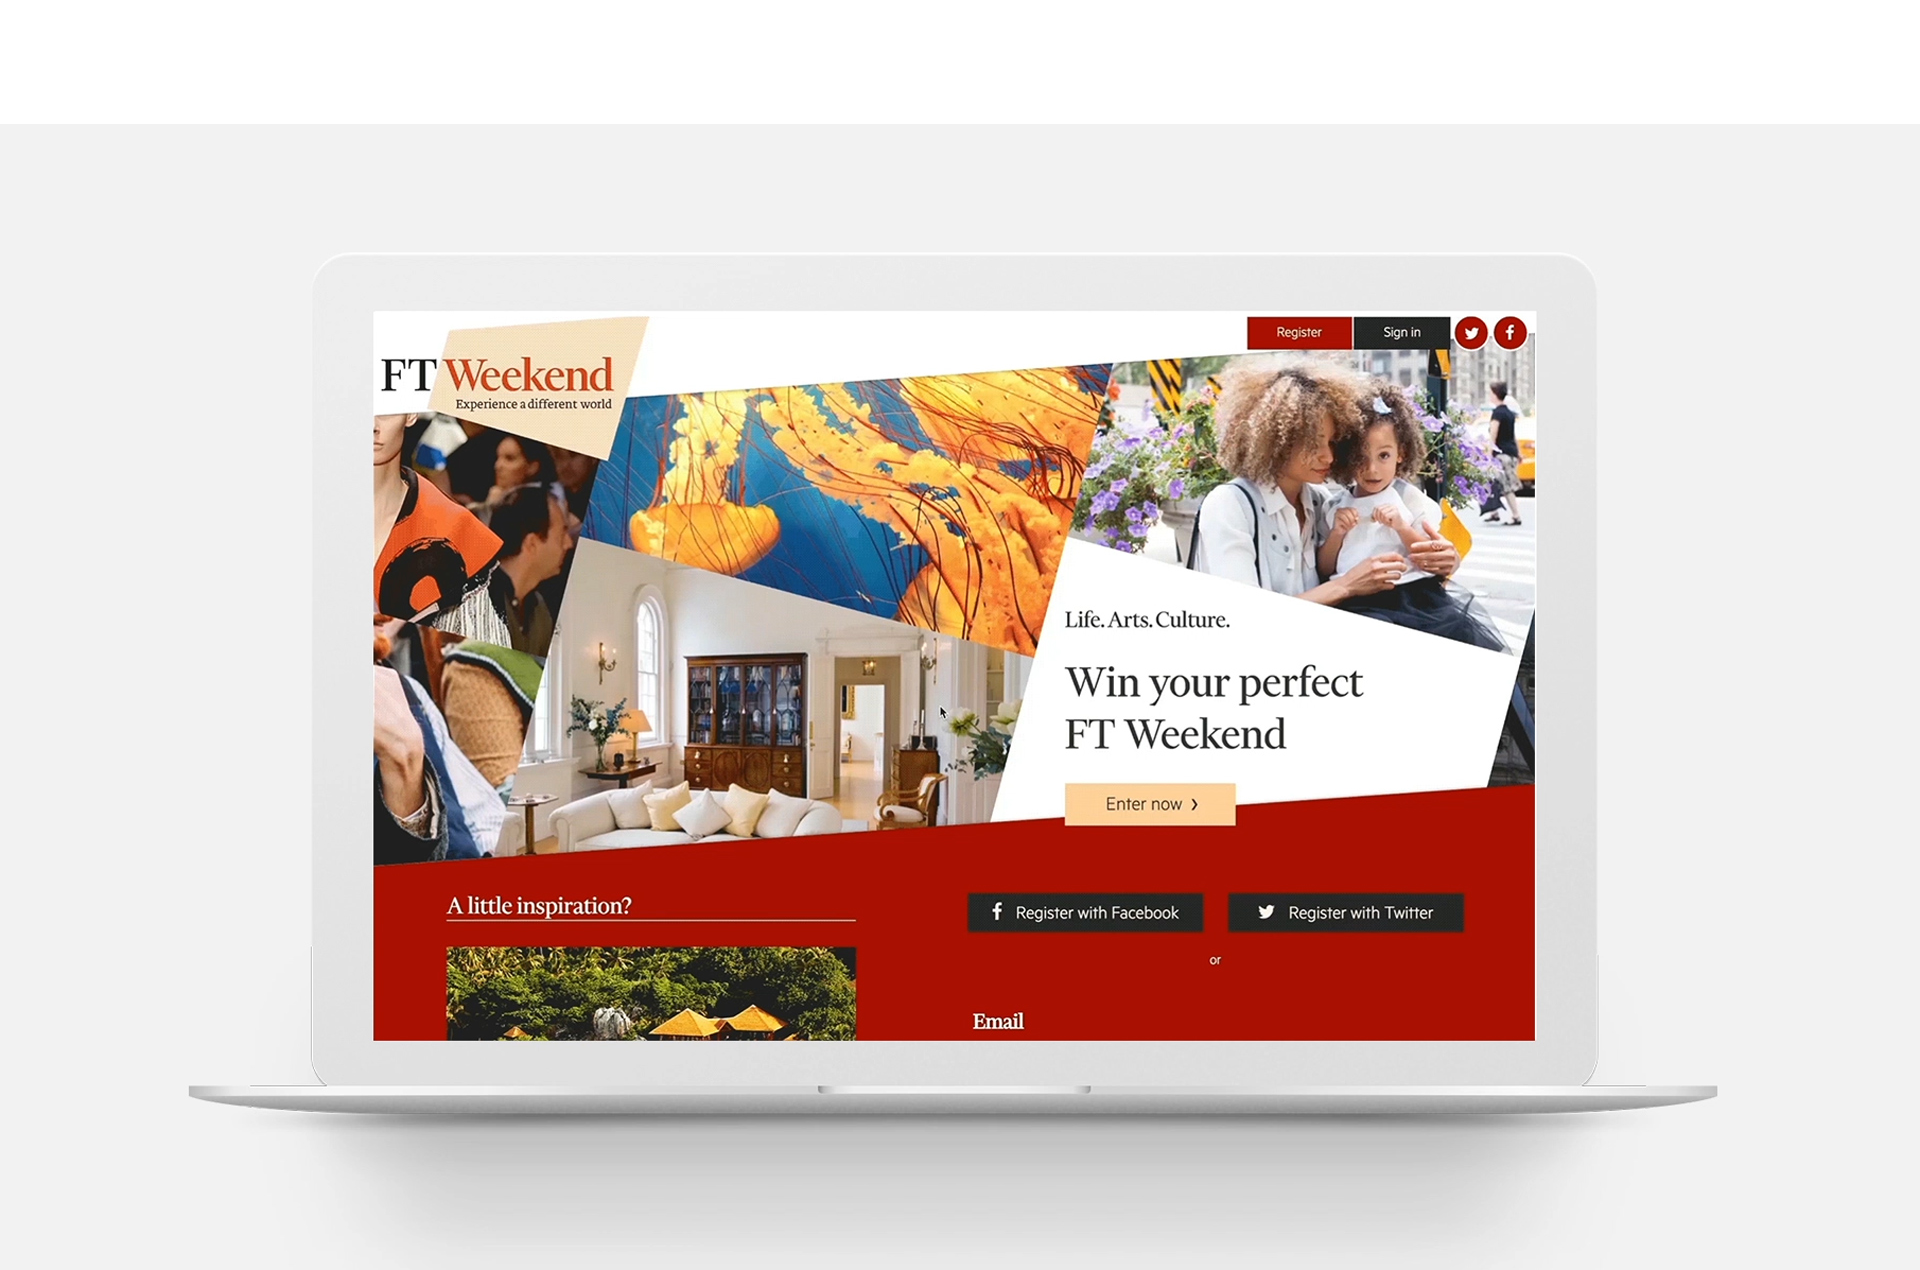 Register
Sign in
FT Weekend
Experience a different world
Life. Arts. Culture.
Win your perfect
FT Weekend
Enter now ›
A little inspiration?
Register with Facebook
Register with Twitter
or
Email